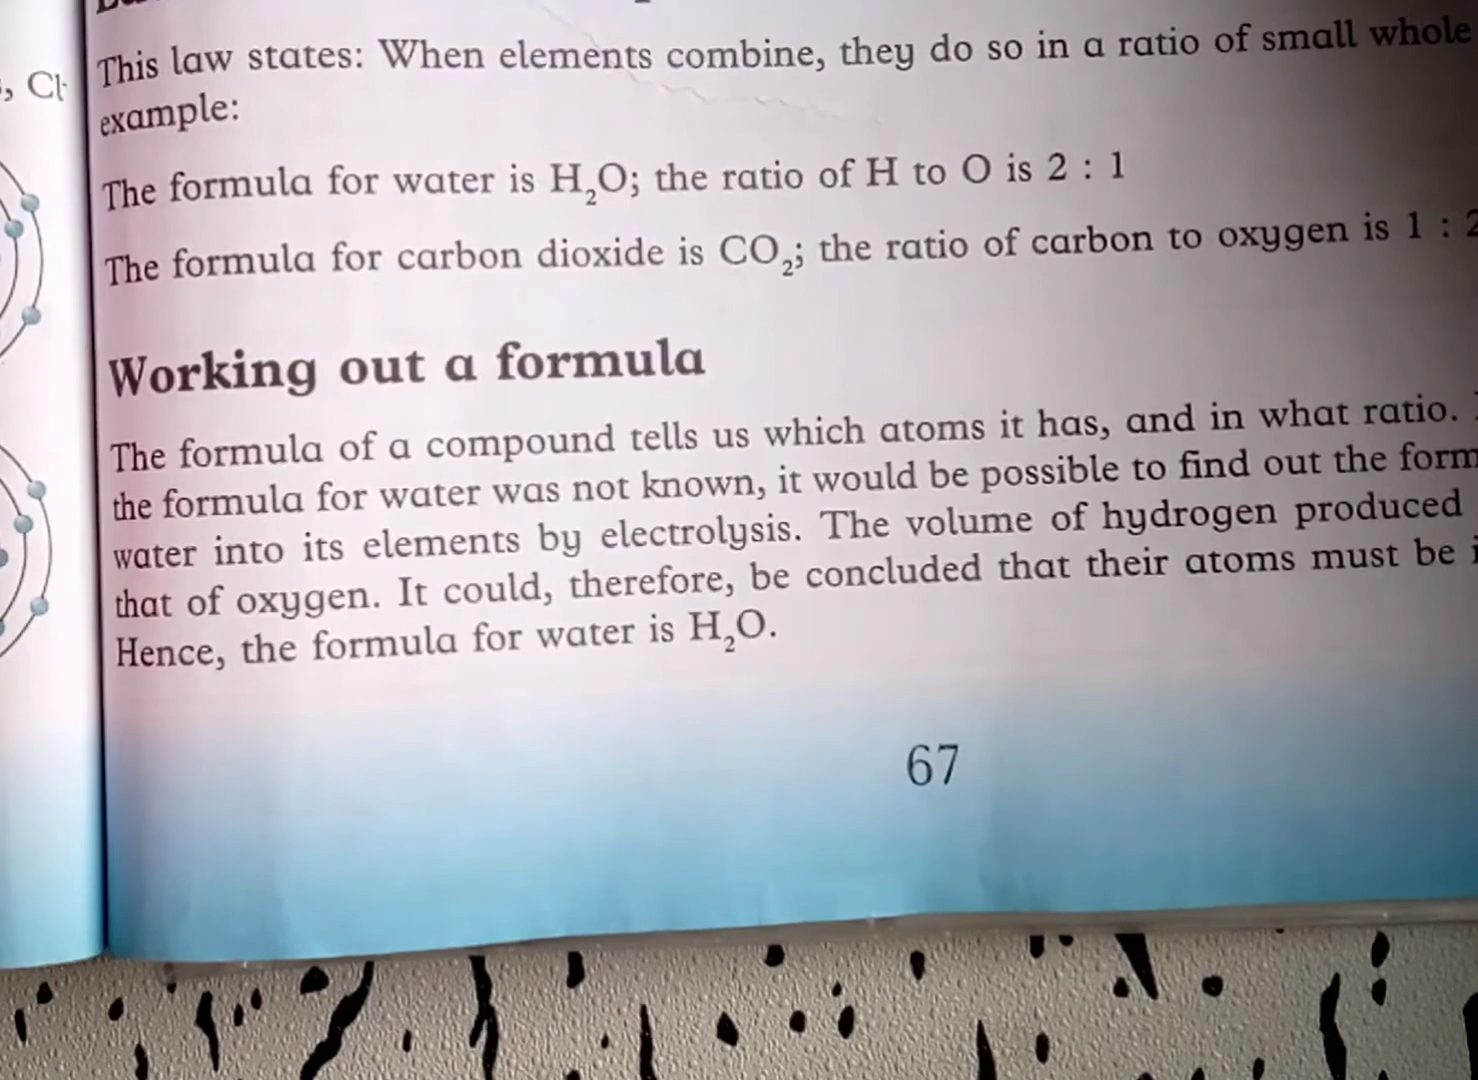 , Cl
This law states: When elements combine, they do so in a ratio of small whole
example:
The formula for water is H₂O; the ratio of H to O is 2 : 1
The formula for carbon dioxide is CO₂; the ratio of carbon to oxygen is 1 : 2
Working out a formula
The formula of a compound tells us which atoms it has, and in what ratio.
the formula for water was not known, it would be possible to find out the form
water into its elements by electrolysis. The volume of hydrogen produced
that of oxygen. It could, therefore, be concluded that their atoms must be
Hence, the formula for water is H₂O.
67